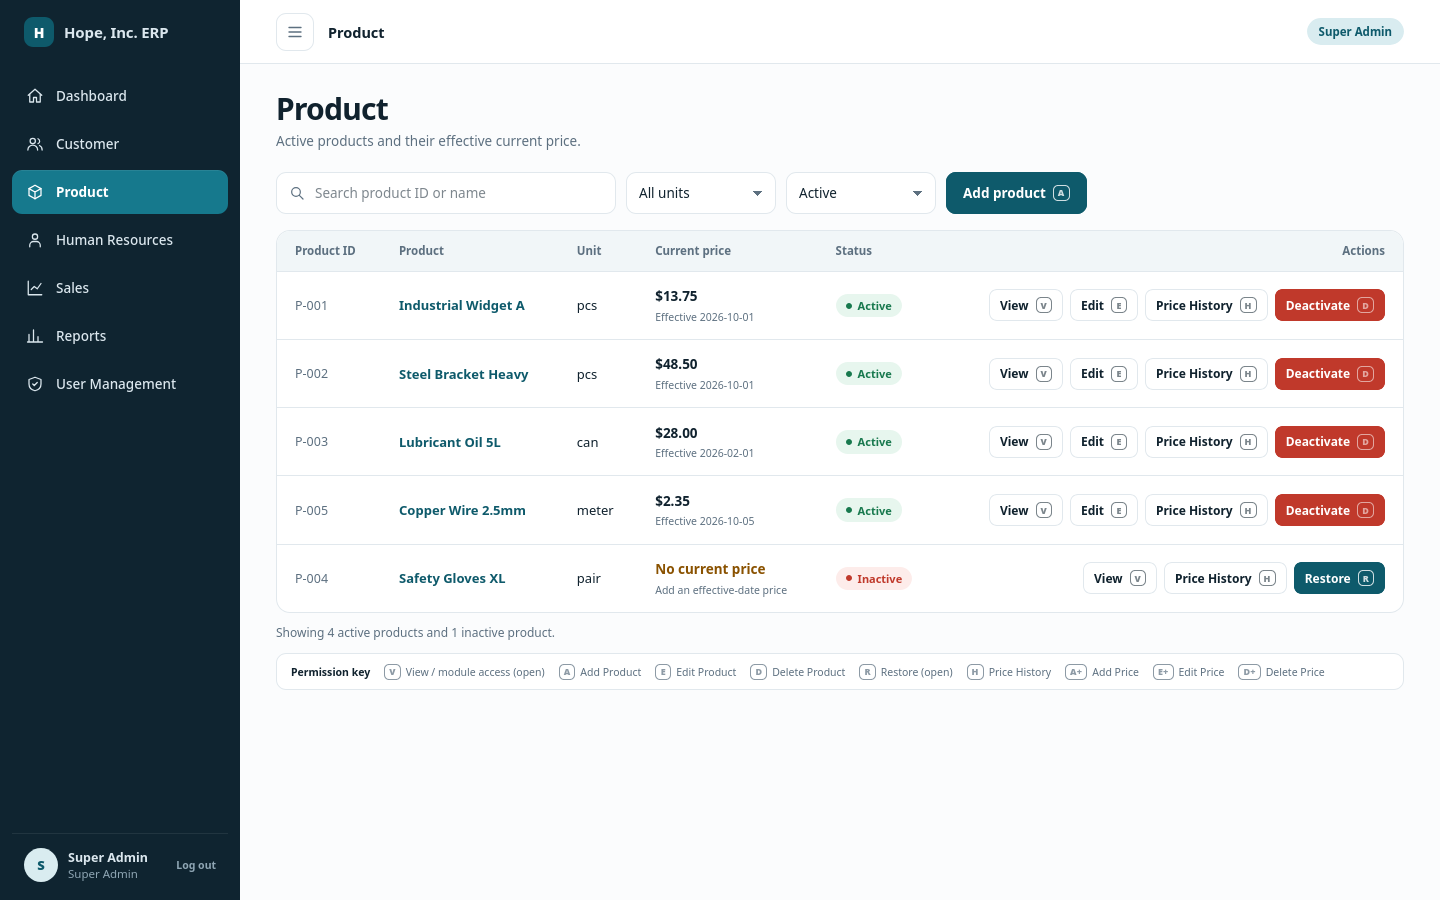 H Hope, Inc. ERP
Dashboard
Customer
Product
Human Resources
Sales
Reports
User Management
S Super Admin
Super Admin
Log out
Product
Super Admin
Product
Active products and their effective current price.
Search product ID or name
All units
Active
Add product A
Product ID Product Unit Current price Status Actions
P-001 Industrial Widget A pcs $13.75 Effective 2026-10-01 Active View V Edit E Price History H Deactivate D
P-002 Steel Bracket Heavy pcs $48.50 Effective 2026-10-01 Active View V Edit E Price History H Deactivate D
P-003 Lubricant Oil 5L can $28.00 Effective 2026-02-01 Active View V Edit E Price History H Deactivate D
P-005 Copper Wire 2.5mm meter $2.35 Effective 2026-10-05 Active View V Edit E Price History H Deactivate D
P-004 Safety Gloves XL pair No current price Add an effective-date price Inactive View V Price History H Restore R
Showing 4 active products and 1 inactive product.
Permission key V View / module access (open) A Add Product E Edit Product D Delete Product R Restore (open) H Price History A+ Add Price E+ Edit Price D+ Delete Price